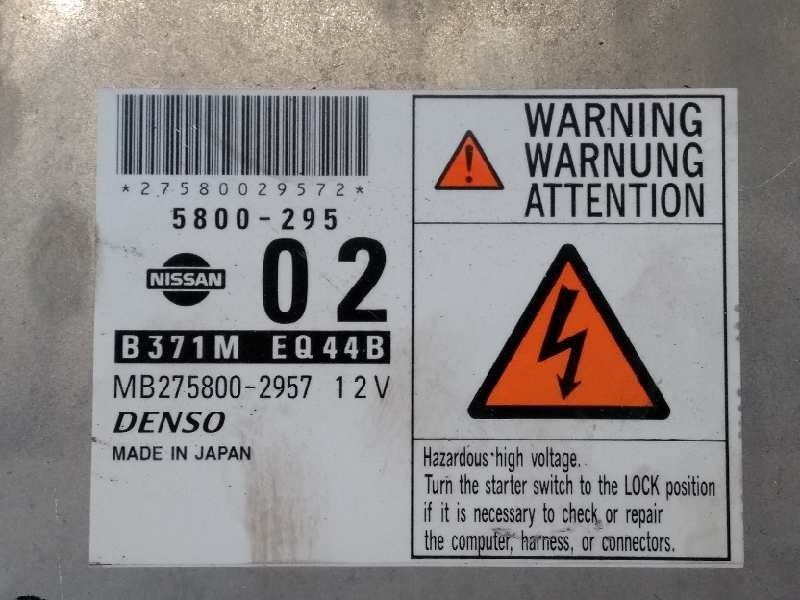 *27580029572*
5800-295
NISSAN
02
B371M EQ44B
MB275800-2957 12V
DENSO
MADE IN JAPAN
WARNING
WARNUNG
ATTENTION
Hazardous high voltage.
Turn the starter switch to the LOCK position
if it is necessary to check or repair
the computer, harness, or connectors.